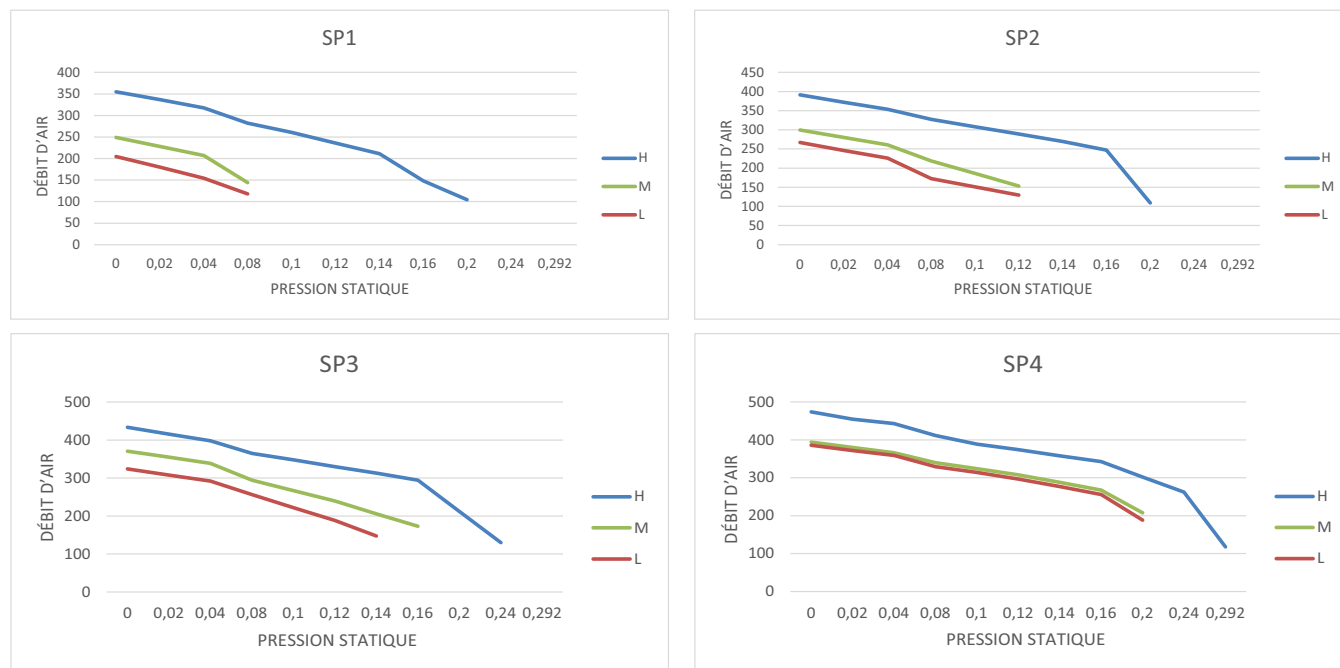 SP1
400
350
300
250
200
150
100
50
0
DÉBIT D'AIR
0 0,02 0,04 0,08 0,1 0,12 0,14 0,16 0,2 0,24 0,292
PRESSION STATIQUE
H
M
L
SP2
450
400
350
300
250
200
150
100
50
0
DÉBIT D'AIR
0 0,02 0,04 0,08 0,1 0,12 0,14 0,16 0,2 0,24 0,292
PRESSION STATIQUE
H
M
L
SP3
500
400
300
200
100
0
DÉBIT D'AIR
0 0,02 0,04 0,08 0,1 0,12 0,14 0,16 0,2 0,24 0,292
PRESSION STATIQUE
H
M
L
SP4
500
400
300
200
100
0
DÉBIT D'AIR
0 0,02 0,04 0,08 0,1 0,12 0,14 0,16 0,2 0,24 0,292
PRESSION STATIQUE
H
M
L